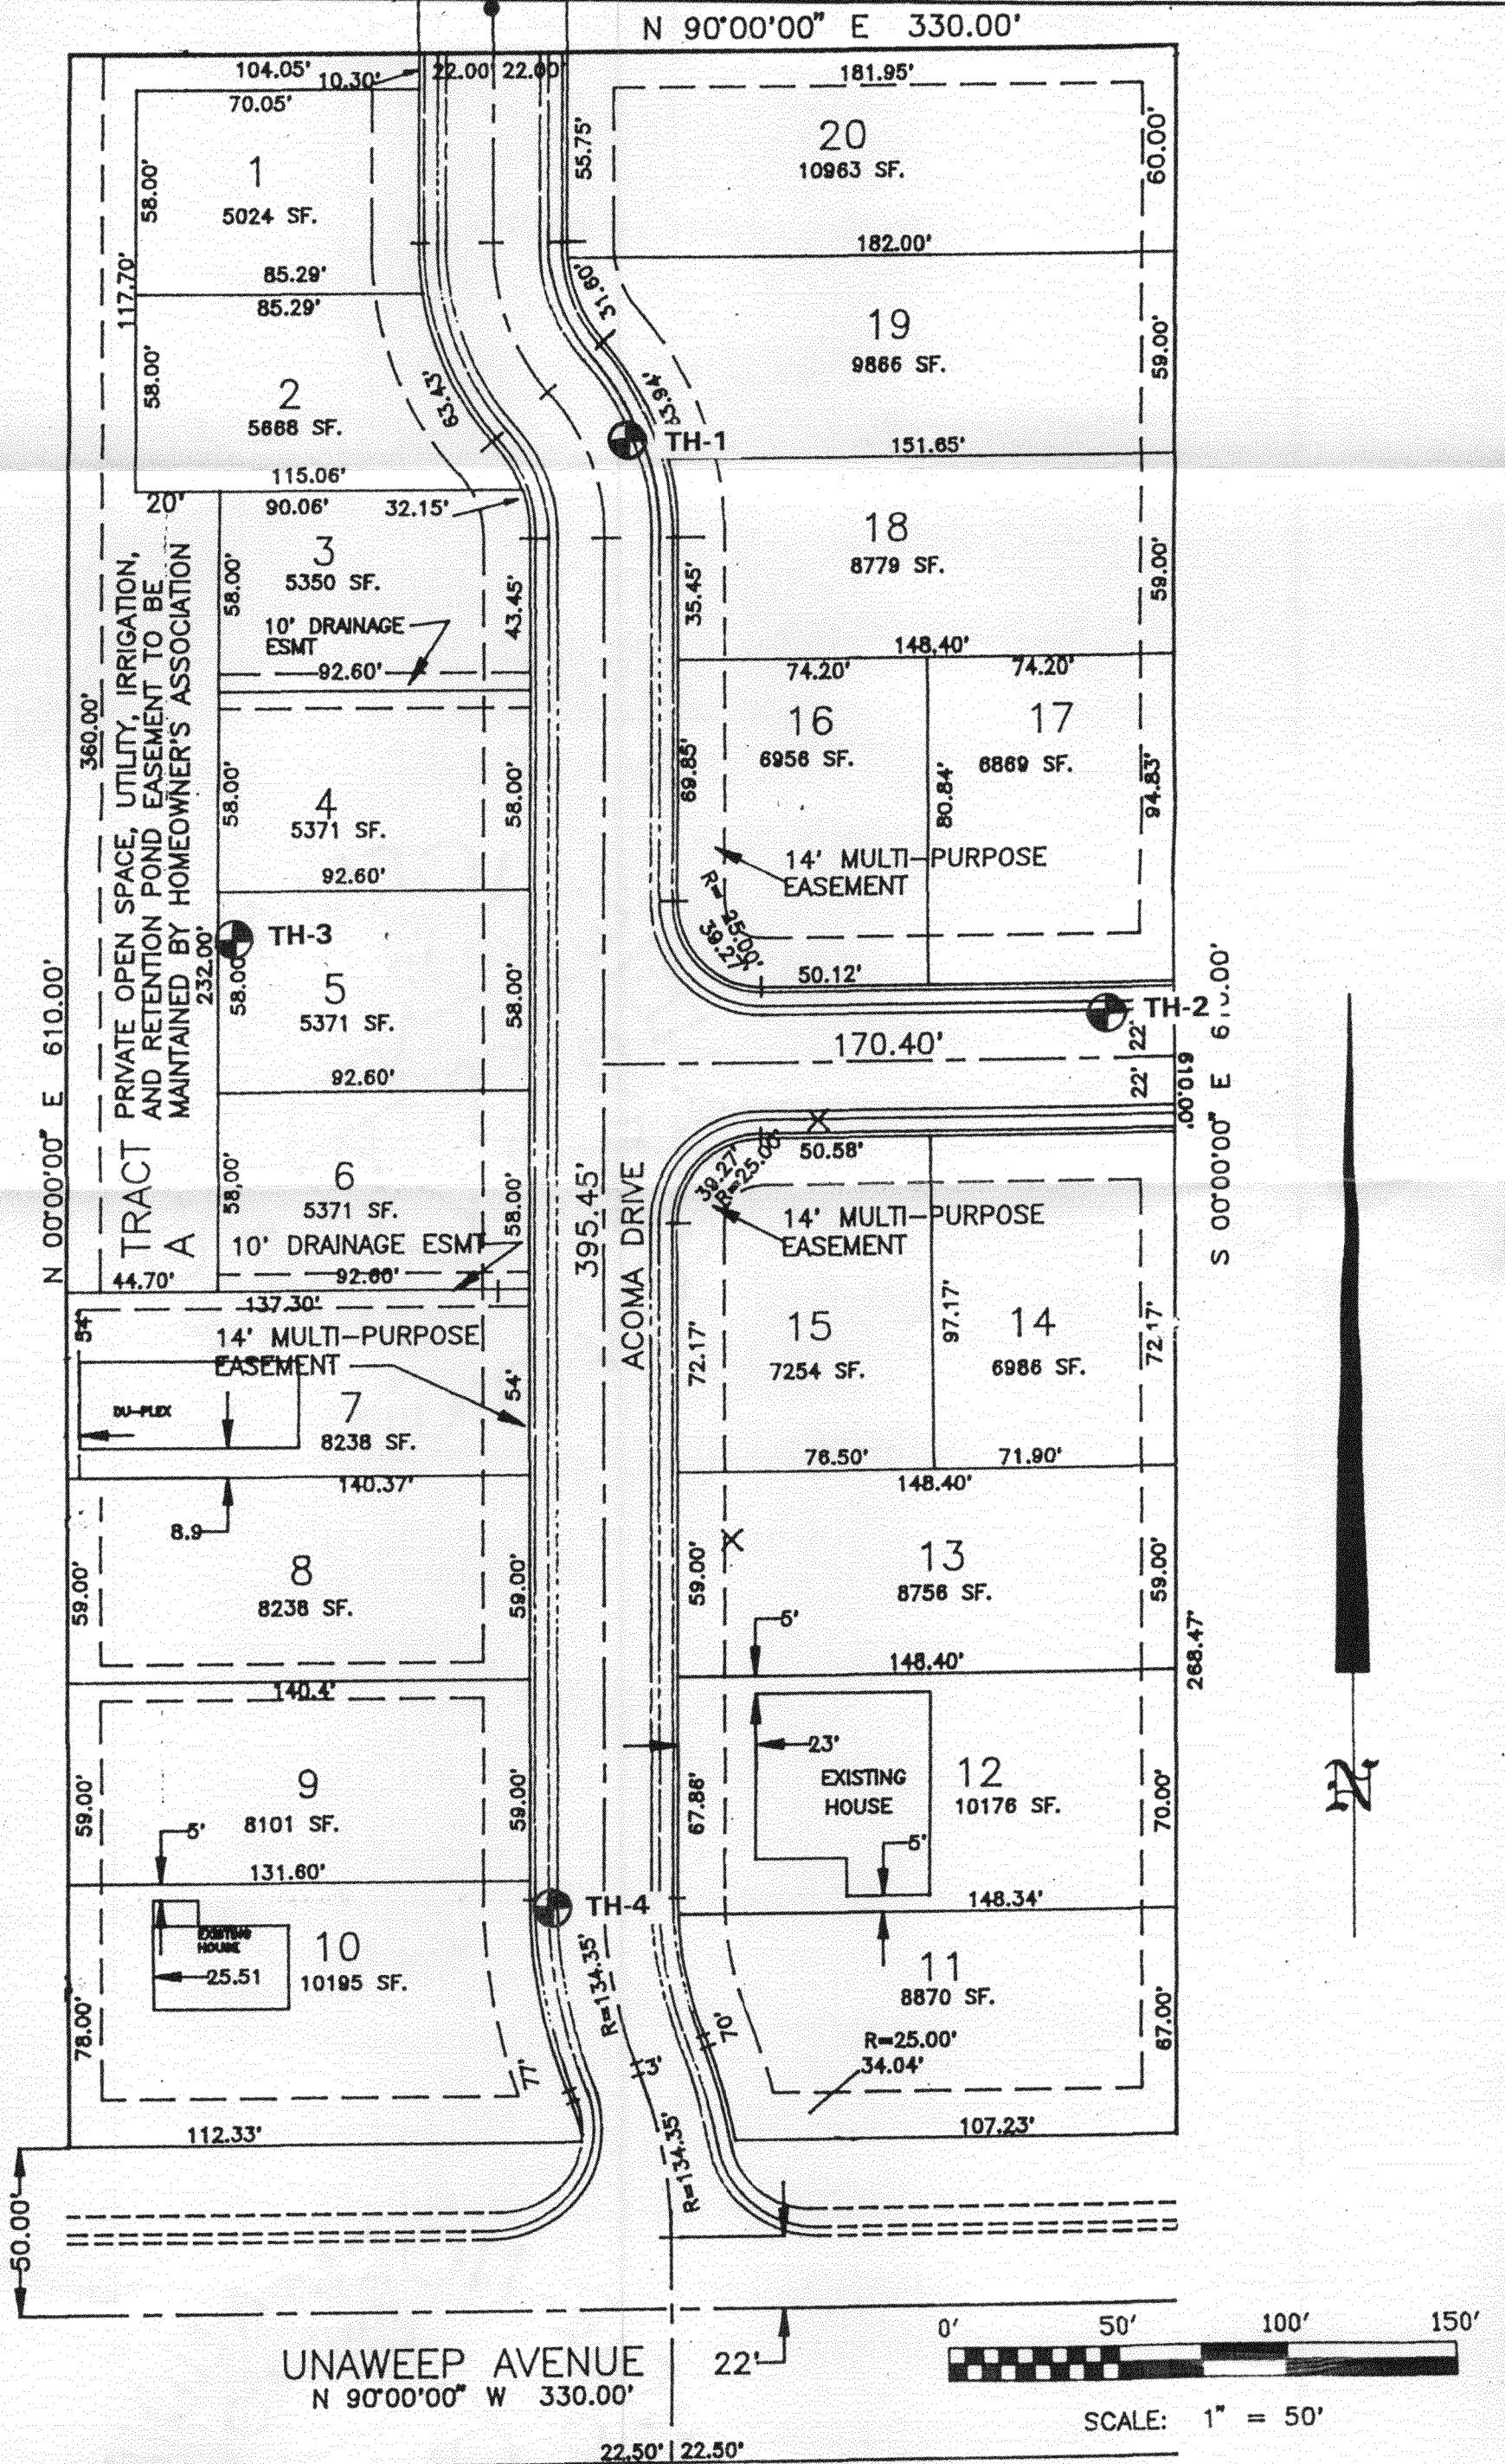 N 90°00'00" E 330.00'
104.05'
10.30'
22.00' 22.00'
181.95'
70.05'
55.75'
60.00'
20
10963 SF.
1
5024 SF.
58.00'
182.00'
85.29'
85.29'
117.70'
31.60'
19
9866 SF.
59.00'
58.00'
2
5668 SF.
63.43'
33.94'
TH-1
151.65'
115.06'
20'
90.06'
32.15'
18
8779 SF.
59.00'
3
5350 SF.
58.00'
43.45'
35.45'
10' DRAINAGE
ESMT
92.60'
148.40'
74.20'
74.20'
360.00'
TRACT
A
PRIVATE OPEN SPACE, UTILITY, IRRIGATION,
AND RETENTION POND EASEMENT TO BE
MAINTAINED BY HOMEOWNER'S ASSOCIATION
16
6956 SF.
17
6869 SF.
69.85'
80.84'
94.83'
58.00'
4
5371 SF.
58.00'
92.60'
14' MULTI-PURPOSE
EASEMENT
R= 25.00'
39.27'
TH-3
232.00'
58.00'
5
5371 SF.
58.00'
50.12'
TH-2
N 00°00'00" E 610.00'
S 00°00'00" E
610.00'
170.40'
22'
22'
92.60'
50.58'
39.27'
R=25.00'
58.00'
6
5371 SF.
58.00'
395.45'
ACOMA DRIVE
14' MULTI-PURPOSE
EASEMENT
10' DRAINAGE ESMT
44.70'
92.60'
137.30'
54'
14' MULTI-PURPOSE
EASEMENT
97.17'
15
7254 SF.
14
6986 SF.
72.17'
72.17'
DU-PLEX
7
8238 SF.
54'
76.50'
71.90'
148.40'
140.37'
8.9
59.00'
8
8238 SF.
59.00'
59.00'
13
8756 SF.
59.00'
5'
148.40'
268.47'
140.4'
23'
EXISTING
HOUSE
12
10176 SF.
67.86'
70.00'
59.00'
9
8101 SF.
59.00'
5'
5'
131.60'
148.34'
TH-4
EXISTING
HOUSE
25.51
10
10195 SF.
78.00'
R=134.35'
11
8870 SF.
67.00'
R=25.00'
34.04'
70'
77'
3'
R=134.35'
112.33'
107.23'
50.00'
N
UNAWEEP AVENUE
N 90°00'00" W 330.00'
22'
0' 50' 100' 150'
SCALE: 1" = 50'
22.50' 22.50'